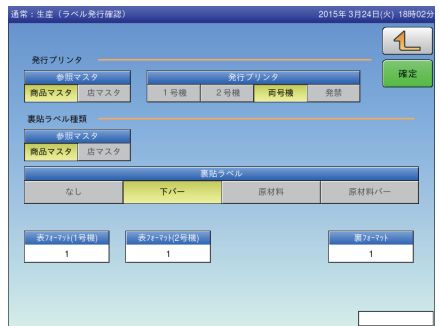 通常：生産（ラベル発行確認） 2015年 3月24日(火) 18時02分
発行プリンタ
参照マスタ 発行プリンタ 確定
商品マスタ 店マスタ 1号機 2号機 両号機 発禁
裏貼ラベル種類
参照マスタ
商品マスタ 店マスタ
裏貼ラベル
なし 下バー 原材料 原材料バー
表ﾌｫｰﾏｯﾄ(1号機) 表ﾌｫｰﾏｯﾄ(2号機) 裏ﾌｫｰﾏｯﾄ
1 1 1